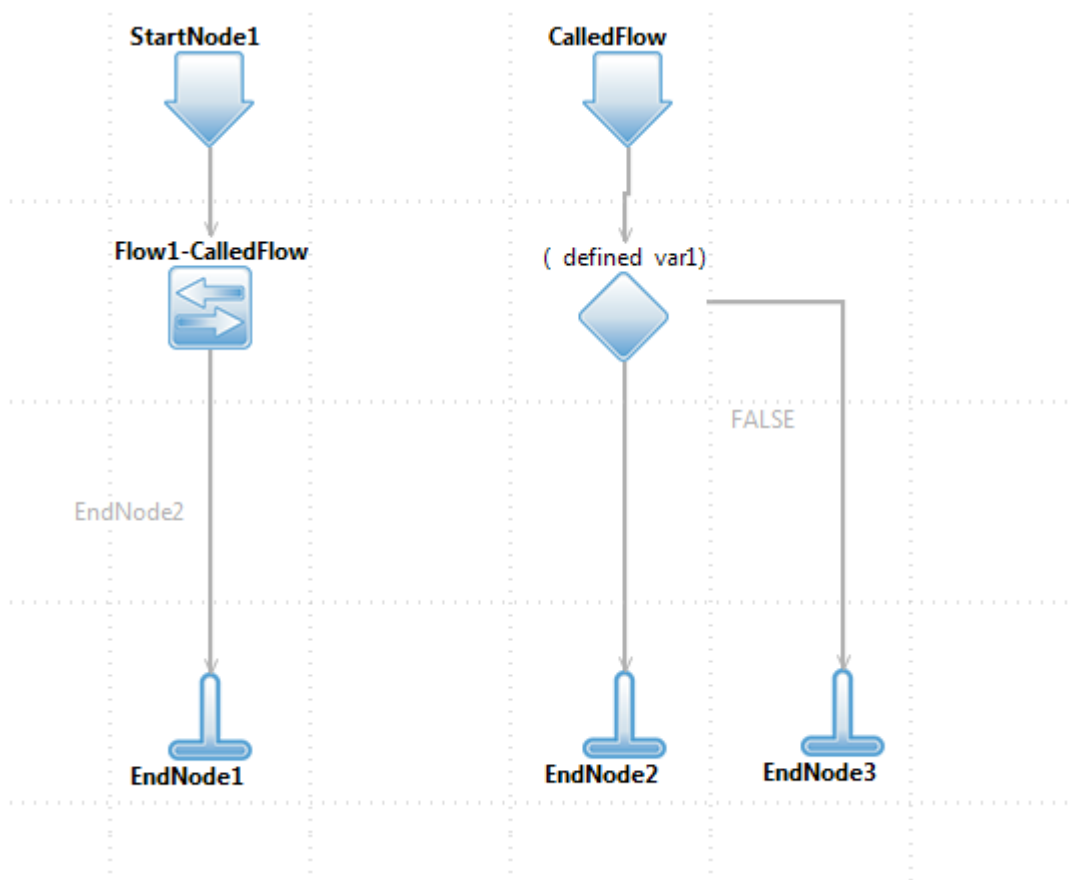 StartNode1
CalledFlow
Flow1-CalledFlow
( defined var1)
FALSE
EndNode2
EndNode1
EndNode2
EndNode3